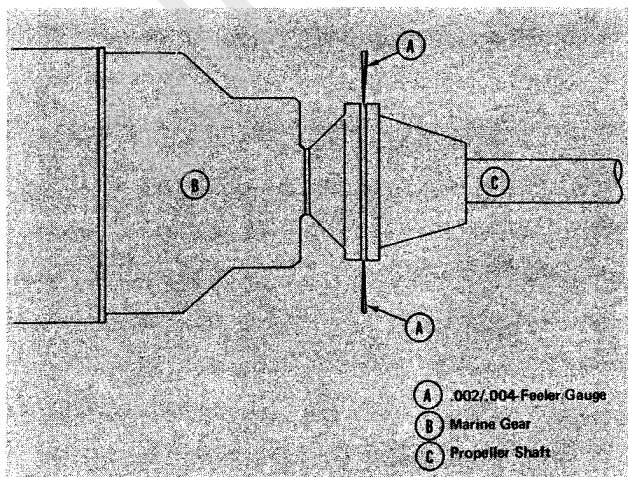 A
B
C
A
A .002/.004 Feeler Gauge
B Marine Gear
C Propeller Shaft